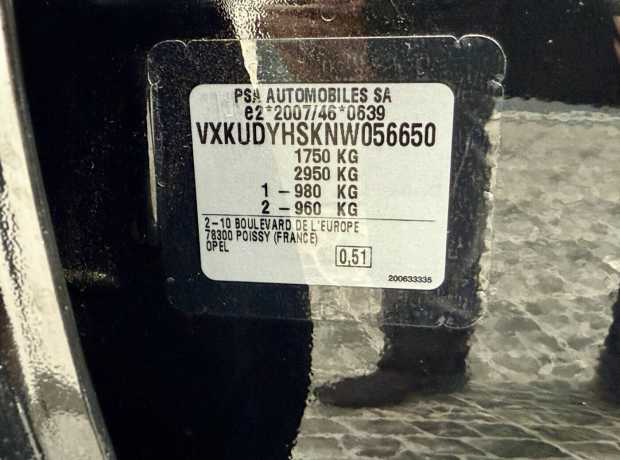 PSA AUTOMOBILES SA
e2*2007/46*0639
VXKUDYHSKNW056650
1750 KG
2950 KG
1 – 980 KG
2 – 960 KG
2–10 BOULEVARD DE L'EUROPE
78300 POISSY (FRANCE)
OPEL
0,51
200633335